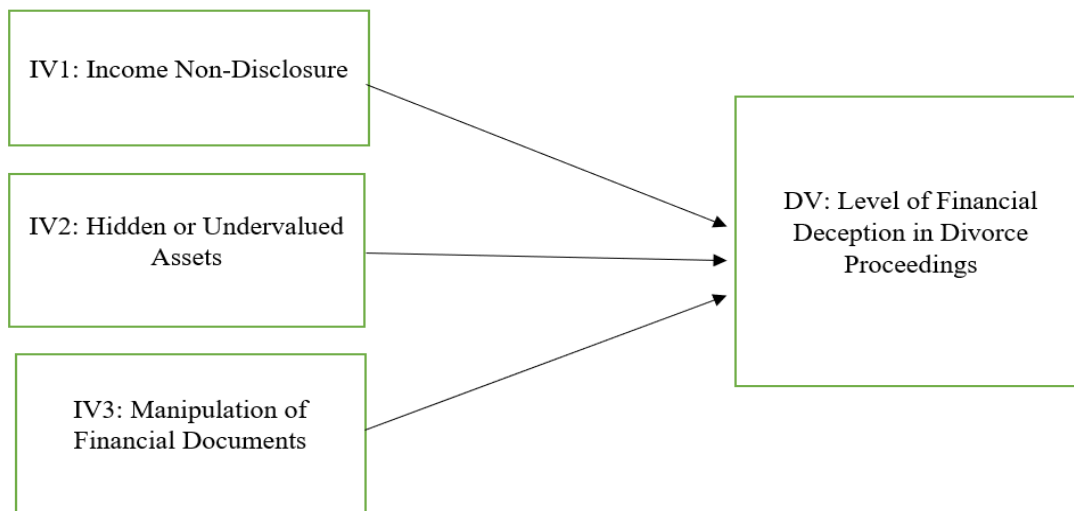 IV1: Income Non-Disclosure
IV2: Hidden or Undervalued
Assets
IV3: Manipulation of
Financial Documents
DV: Level of Financial
Deception in Divorce
Proceedings